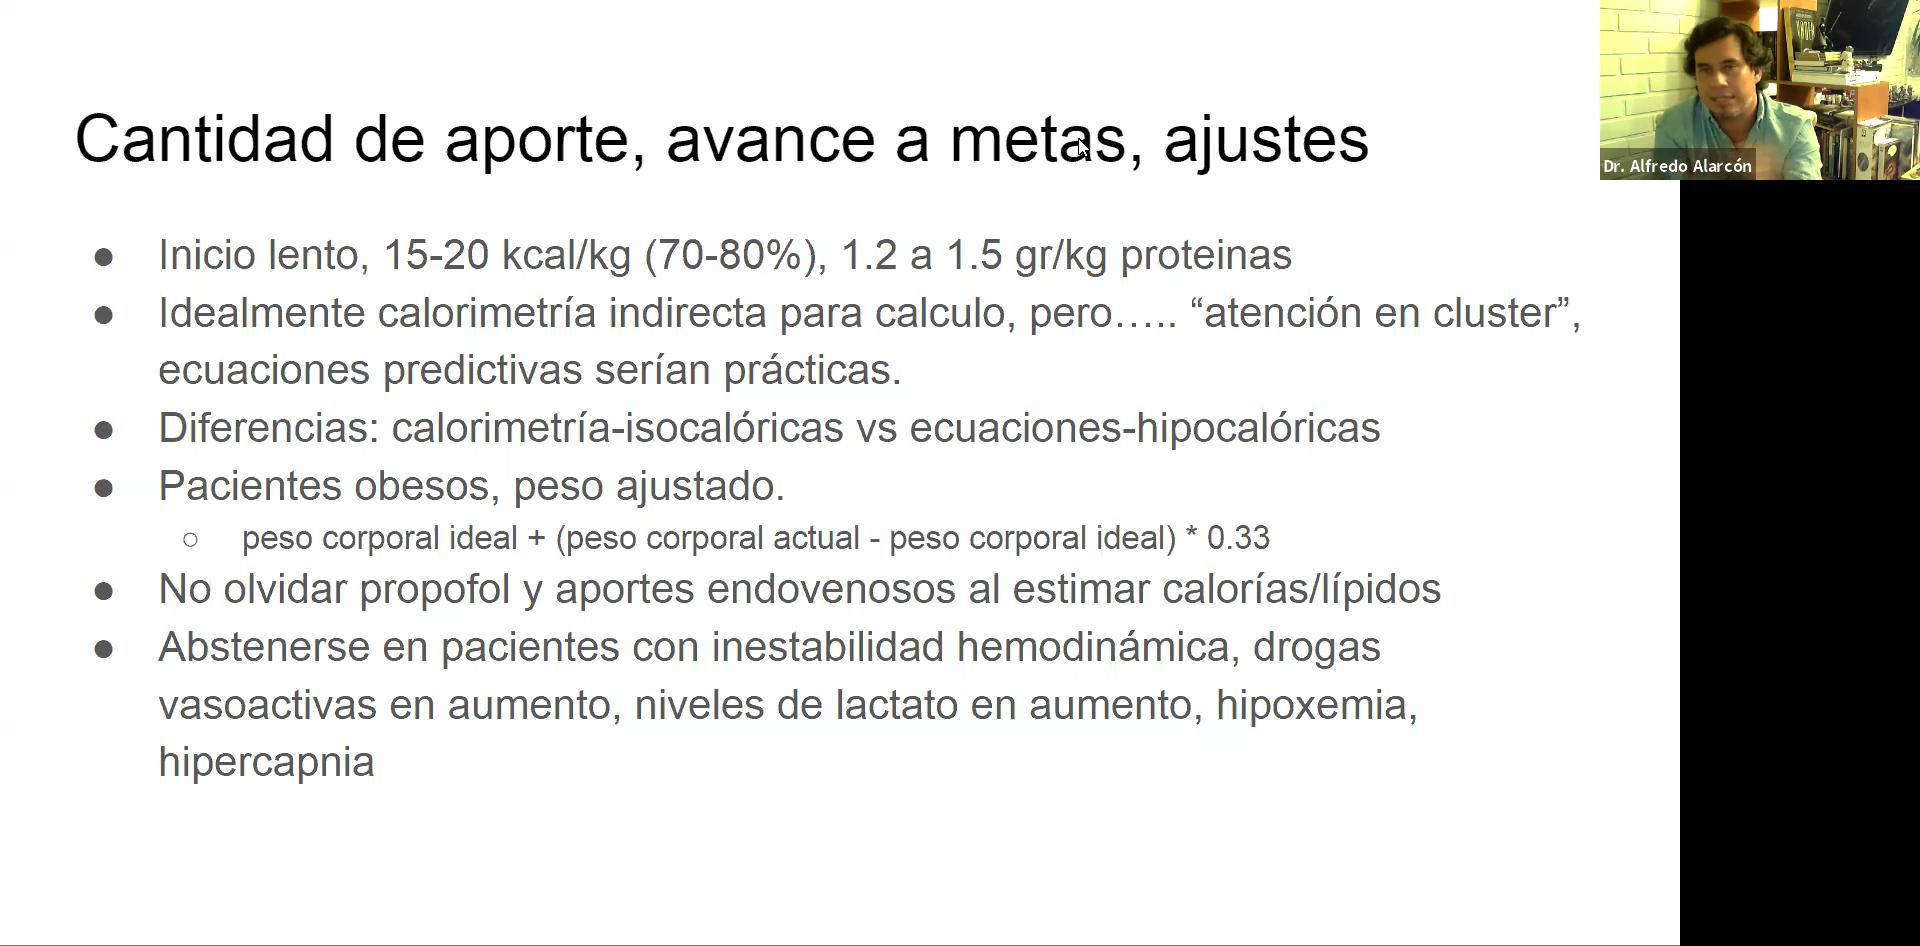 Cantidad de aporte, avance a metas, ajustes
● Inicio lento, 15-20 kcal/kg (70-80%), 1.2 a 1.5 gr/kg proteinas
● Idealmente calorimetría indirecta para calculo, pero….. “atención en cluster”,
ecuaciones predictivas serían prácticas.
● Diferencias: calorimetría-isocalóricas vs ecuaciones-hipocalóricas
● Pacientes obesos, peso ajustado.
○ peso corporal ideal + (peso corporal actual - peso corporal ideal) * 0.33
● No olvidar propofol y aportes endovenosos al estimar calorías/lípidos
● Abstenerse en pacientes con inestabilidad hemodinámica, drogas
vasoactivas en aumento, niveles de lactato en aumento, hipoxemia,
hipercapnia
Dr. Alfredo Alarcón